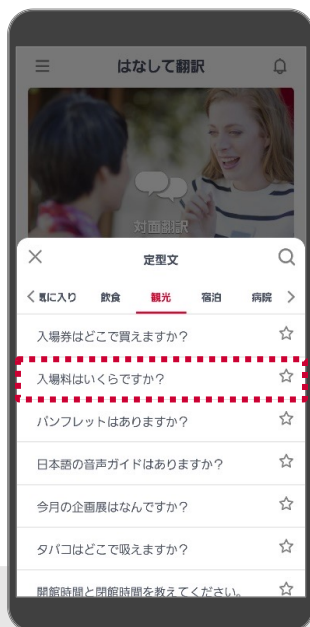 はなして翻訳
対面翻訳
定型文
気に入り 飲食 観光 宿泊 病院
入場券はどこで買えますか？
入場料はいくらですか？
パンフレットはありますか？
日本語の音声ガイドはありますか？
今月の企画展はなんですか？
タバコはどこで吸えますか？
開館時間と閉館時間を教えてください。